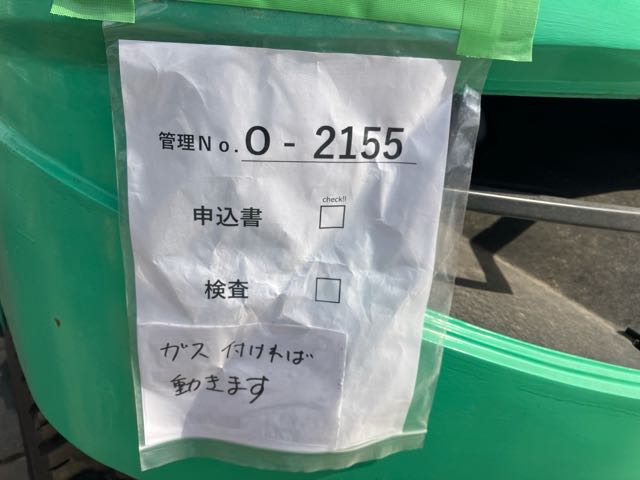 管理No. O - 2155
check!!
申込書 □
検査 □
ガス 付ければ
動きます